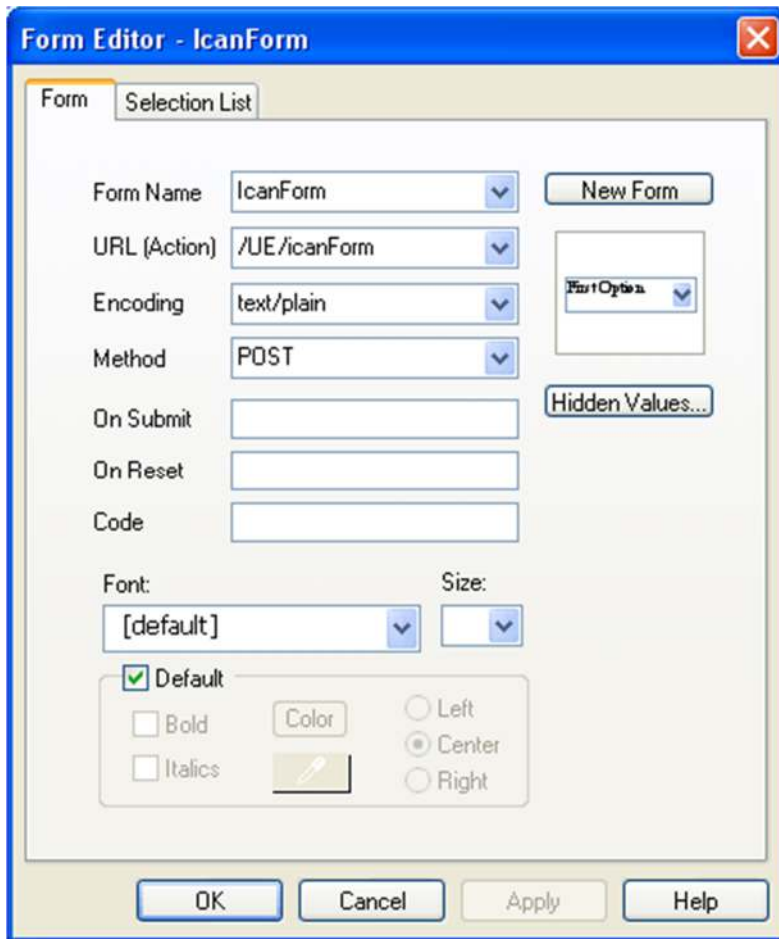 Form Editor - IcanForm
Form Selection List
Form Name IcanForm New Form
URL (Action) /UE/icanForm
First Option
Encoding text/plain
Method POST
Hidden Values...
On Submit
On Reset
Code
Font: Size:
[default]
Default
Bold Color Left
Center
Italics Right
OK Cancel Apply Help